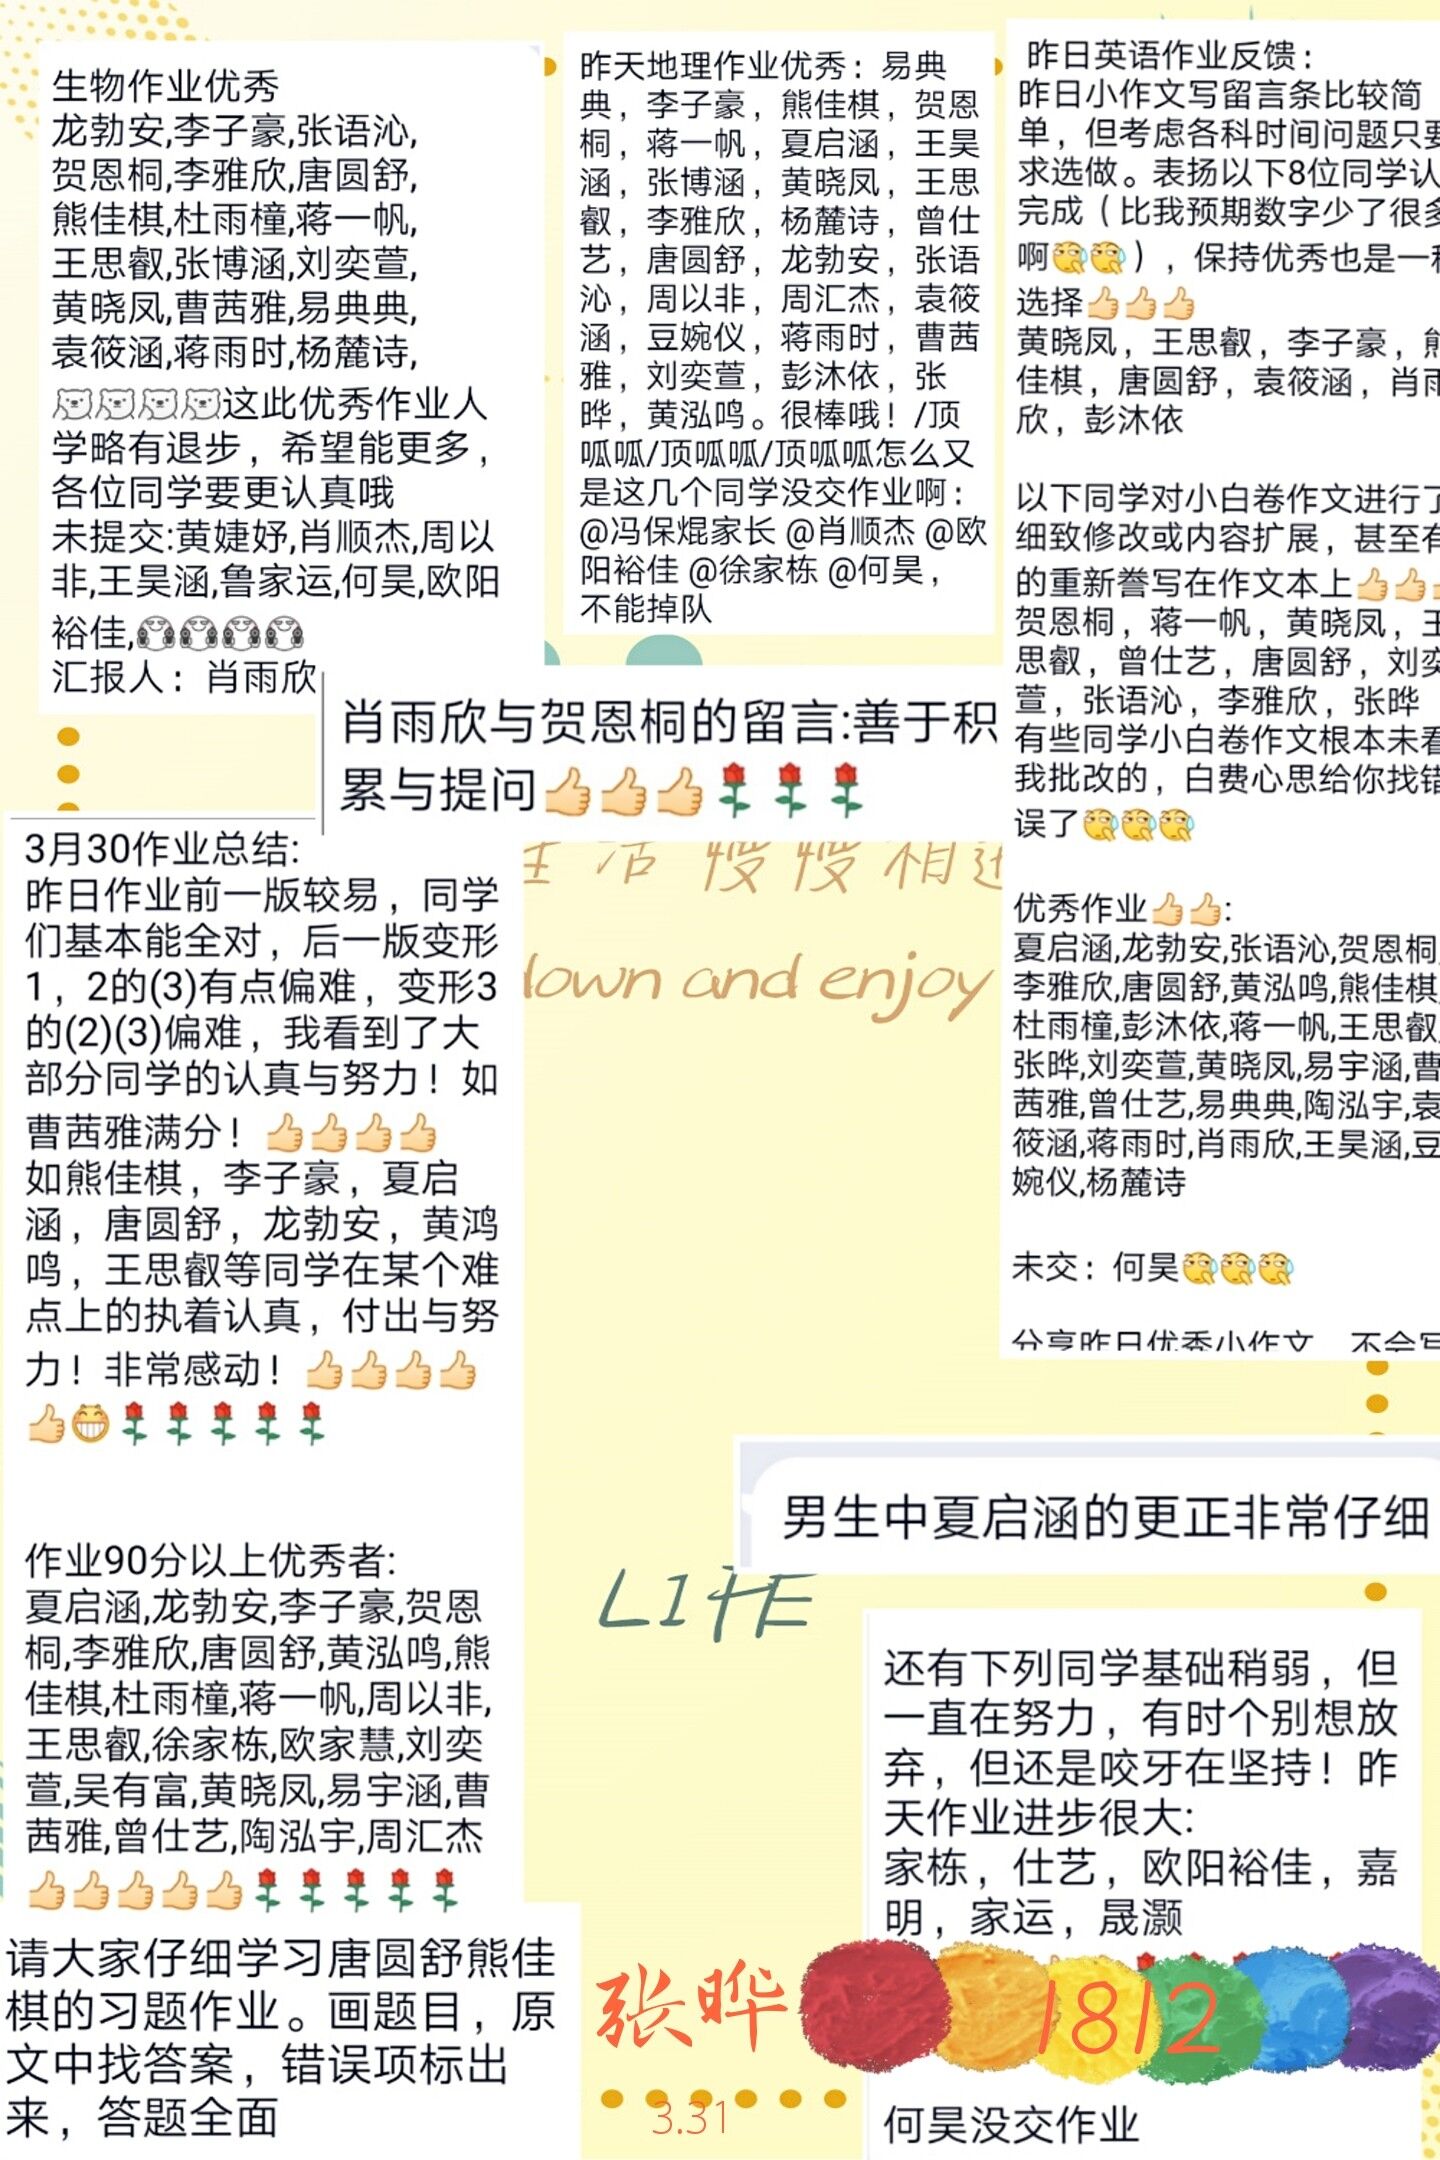 生物作业优秀
龙勃安,李子豪,张语沁,
贺恩桐,李雅欣,唐圆舒,
熊佳棋,杜雨橦,蒋一帆,
王思叡,张博涵,刘奕萱,
黄晓凤,曹茜雅,易典典,
袁筱涵,蒋雨时,杨麓诗,
这此优秀作业人
学略有退步，希望能更多，
各位同学要更认真哦
未提交:黄婕妤,肖顺杰,周以
非,王昊涵,鲁家运,何昊,欧阳
裕佳,
汇报人：肖雨欣
昨天地理作业优秀：易典
典，李子豪，熊佳棋，贺恩
桐，蒋一帆，夏启涵，王昊
涵，张博涵，黄晓凤，王思
叡，李雅欣，杨麓诗，曾仕
艺，唐圆舒，龙勃安，张语
沁，周以非，周汇杰，袁筱
涵，豆婉仪，蒋雨时，曹茜
雅，刘奕萱，彭沐依，张
晔，黄泓鸣。很棒哦！/顶
呱呱/顶呱呱/顶呱呱怎么又
是这几个同学没交作业啊：
@冯保焜家长 @肖顺杰 @欧
阳裕佳 @徐家栋 @何昊，
不能掉队
昨日英语作业反馈：
昨日小作文写留言条比较简
单，但考虑各科时间问题只要
求选做。表扬以下8位同学认
完成（比我预期数字少了很多
啊），保持优秀也是一种
选择👍👍👍
黄晓凤，王思叡，李子豪，熊
佳棋，唐圆舒，袁筱涵，肖雨
欣，彭沐依
以下同学对小白卷作文进行了
细致修改或内容扩展，甚至有
的重新誊写在作文本上👍👍👍
贺恩桐，蒋一帆，黄晓凤，王
思叡，曾仕艺，唐圆舒，刘奕
萱，张语沁，李雅欣，张晔
有些同学小白卷作文根本未看
我批改的，白费心思给你找错
误了
优秀作业👍👍:
夏启涵,龙勃安,张语沁,贺恩桐,
李雅欣,唐圆舒,黄泓鸣,熊佳棋,
杜雨橦,彭沐依,蒋一帆,王思叡,
张晔,刘奕萱,黄晓凤,易宇涵,曹
茜雅,曾仕艺,易典典,陶泓宇,袁
筱涵,蒋雨时,肖雨欣,王昊涵,豆
婉仪,杨麓诗
未交：何昊
分享昨日优秀小作文，不会写
肖雨欣与贺恩桐的留言:善于积
累与提问👍👍👍🌹🌹🌹
生活慢慢相
down and enjoy
3月30作业总结:
昨日作业前一版较易，同学
们基本能全对，后一版变形
1，2的(3)有点偏难，变形3
的(2)(3)偏难，我看到了大
部分同学的认真与努力！如
曹茜雅满分！👍👍👍👍
如熊佳棋，李子豪，夏启
涵，唐圆舒，龙勃安，黄鸿
鸣，王思叡等同学在某个难
点上的执着认真，付出与努
力！非常感动！👍👍👍👍
👍😁🌹🌹🌹🌹🌹
作业90分以上优秀者:
夏启涵,龙勃安,李子豪,贺恩
桐,李雅欣,唐圆舒,黄泓鸣,熊
佳棋,杜雨橦,蒋一帆,周以非,
王思叡,徐家栋,欧家慧,刘奕
萱,吴有富,黄晓凤,易宇涵,曹
茜雅,曾仕艺,陶泓宇,周汇杰
👍👍👍👍👍🌹🌹🌹🌹🌹
请大家仔细学习唐圆舒熊佳
棋的习题作业。画题目，原
文中找答案，错误项标出
来，答题全面
男生中夏启涵的更正非常仔细
LIFE
还有下列同学基础稍弱，但
一直在努力，有时个别想放
弃，但还是咬牙在坚持！昨
天作业进步很大:
家栋，仕艺，欧阳裕佳，嘉
明，家运，晟灏
张晔
1812
3.31
何昊没交作业